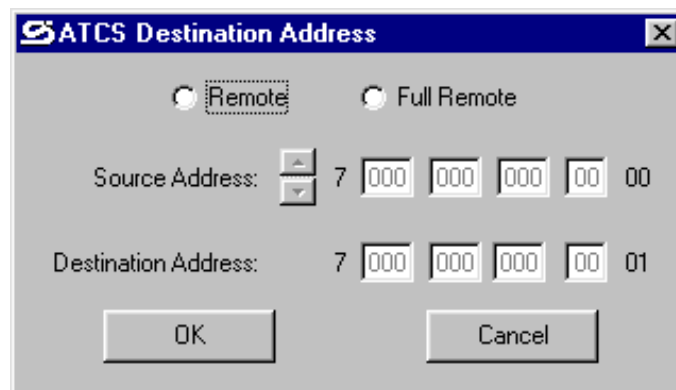 ATCS Destination Address
Remote Full Remote
Source Address: 7 000 000 000 00 00
Destination Address: 7 000 000 000 00 01
OK Cancel